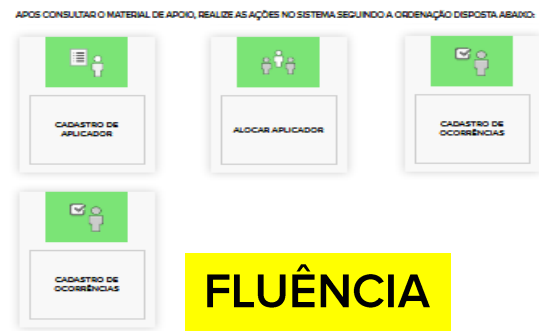 APÓS CONSULTAR O MATERIAL DE APOIO, REALIZE AS AÇÕES NO SISTEMA SEGUINDO A ORDENAÇÃO DISPOSTA ABAIXO:
CADASTRO DE
APLICADOR
ALOCAR APLICADOR
CADASTRO DE
OCORRÊNCIAS
CADASTRO DE
OCORRÊNCIAS
FLUÊNCIA